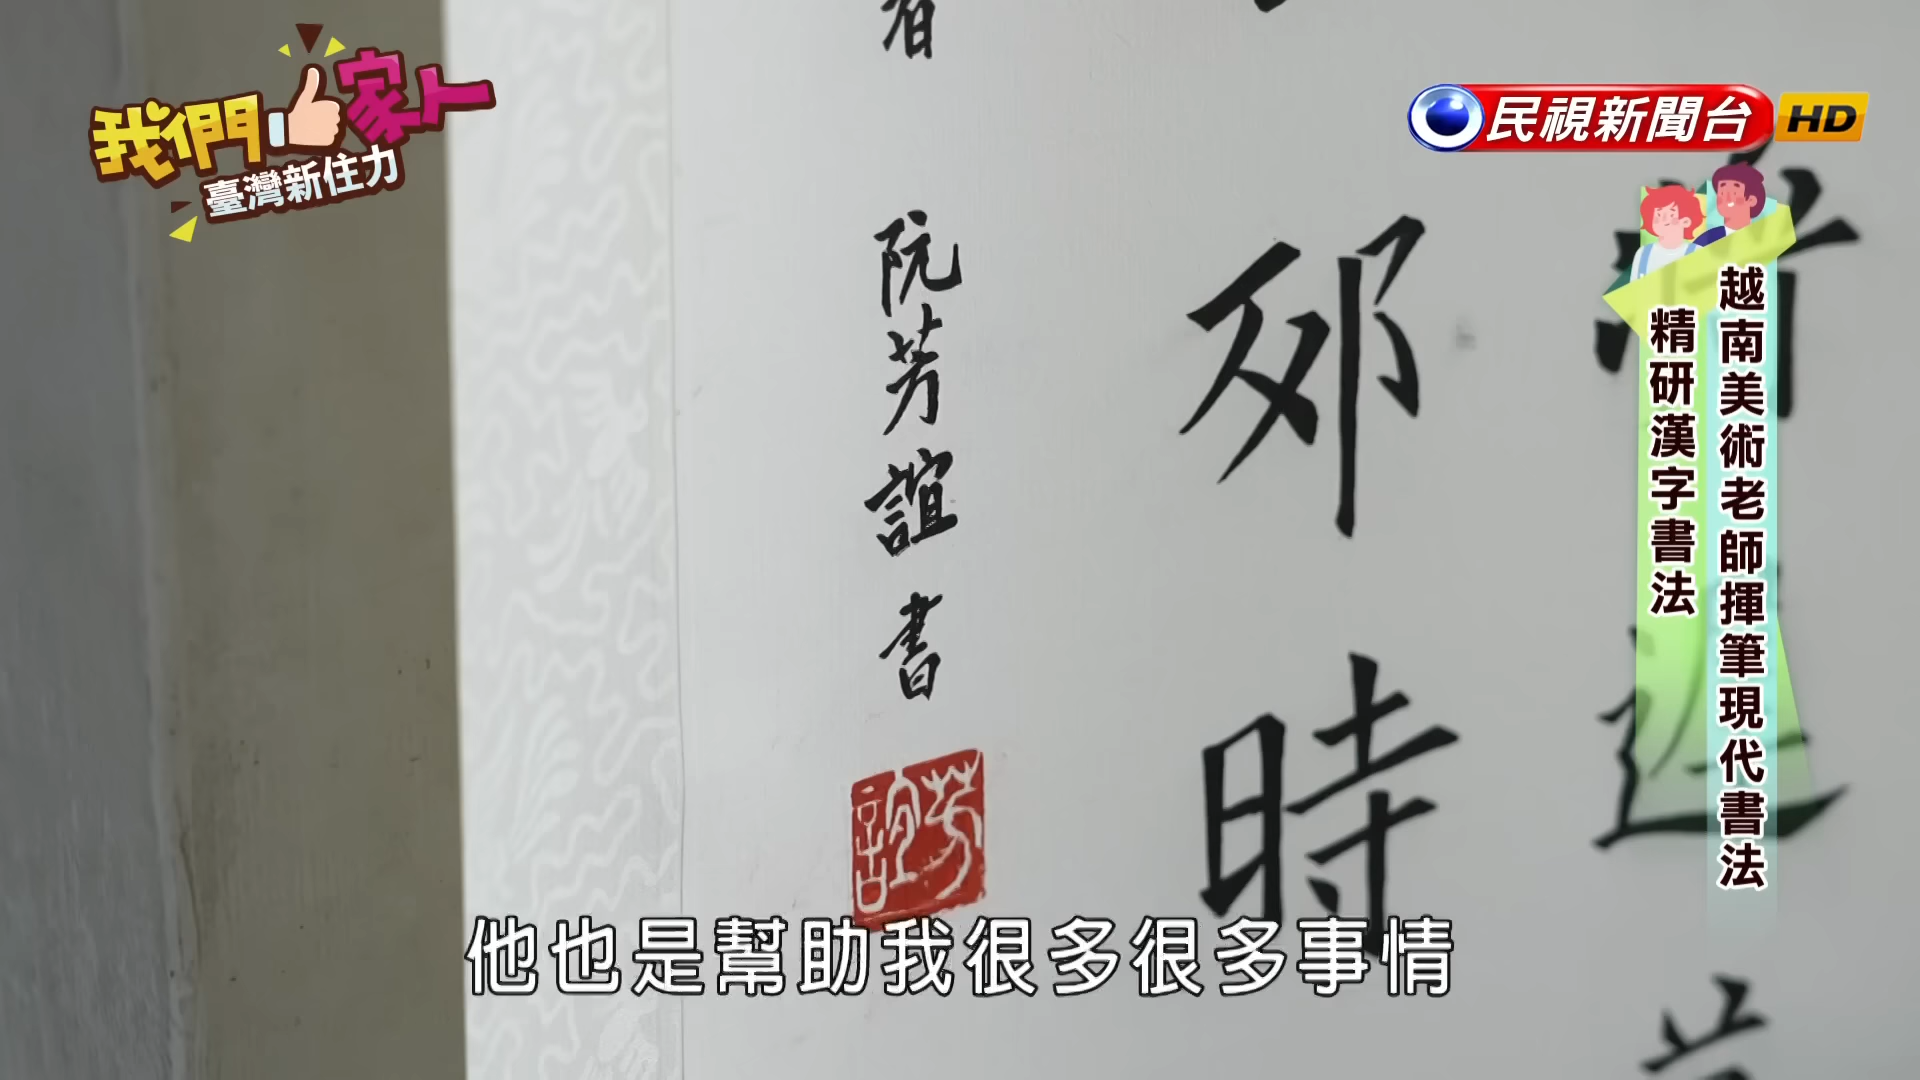 我們家人
臺灣新住力
民視新聞台 HD
越南美術老師揮筆現代書法
精研漢字書法
阮芳誼書
芳誼
時
他也是幫助我很多很多事情